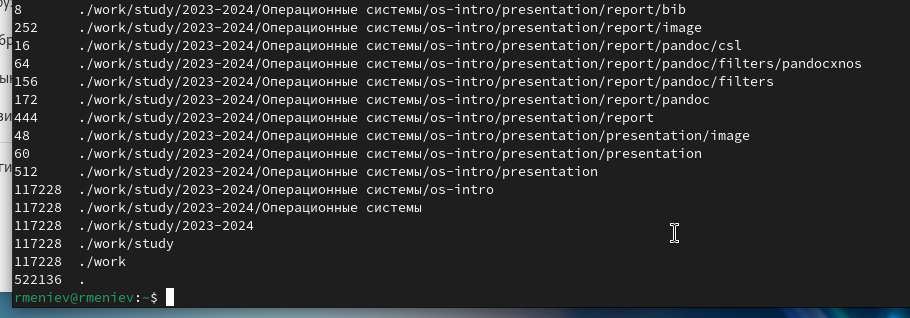 8 ./work/study/2023-2024/Операционные системы/os-intro/presentation/report/bib
252 ./work/study/2023-2024/Операционные системы/os-intro/presentation/report/image
16 ./work/study/2023-2024/Операционные системы/os-intro/presentation/report/pandoc/csl
64 ./work/study/2023-2024/Операционные системы/os-intro/presentation/report/pandoc/filters/pandocxnos
156 ./work/study/2023-2024/Операционные системы/os-intro/presentation/report/pandoc/filters
172 ./work/study/2023-2024/Операционные системы/os-intro/presentation/report/pandoc
444 ./work/study/2023-2024/Операционные системы/os-intro/presentation/report
48 ./work/study/2023-2024/Операционные системы/os-intro/presentation/presentation/image
60 ./work/study/2023-2024/Операционные системы/os-intro/presentation/presentation
512 ./work/study/2023-2024/Операционные системы/os-intro/presentation
117228 ./work/study/2023-2024/Операционные системы/os-intro
117228 ./work/study/2023-2024/Операционные системы
117228 ./work/study/2023-2024
117228 ./work/study
117228 ./work
522136 .
rmeniev@rmeniev:~$